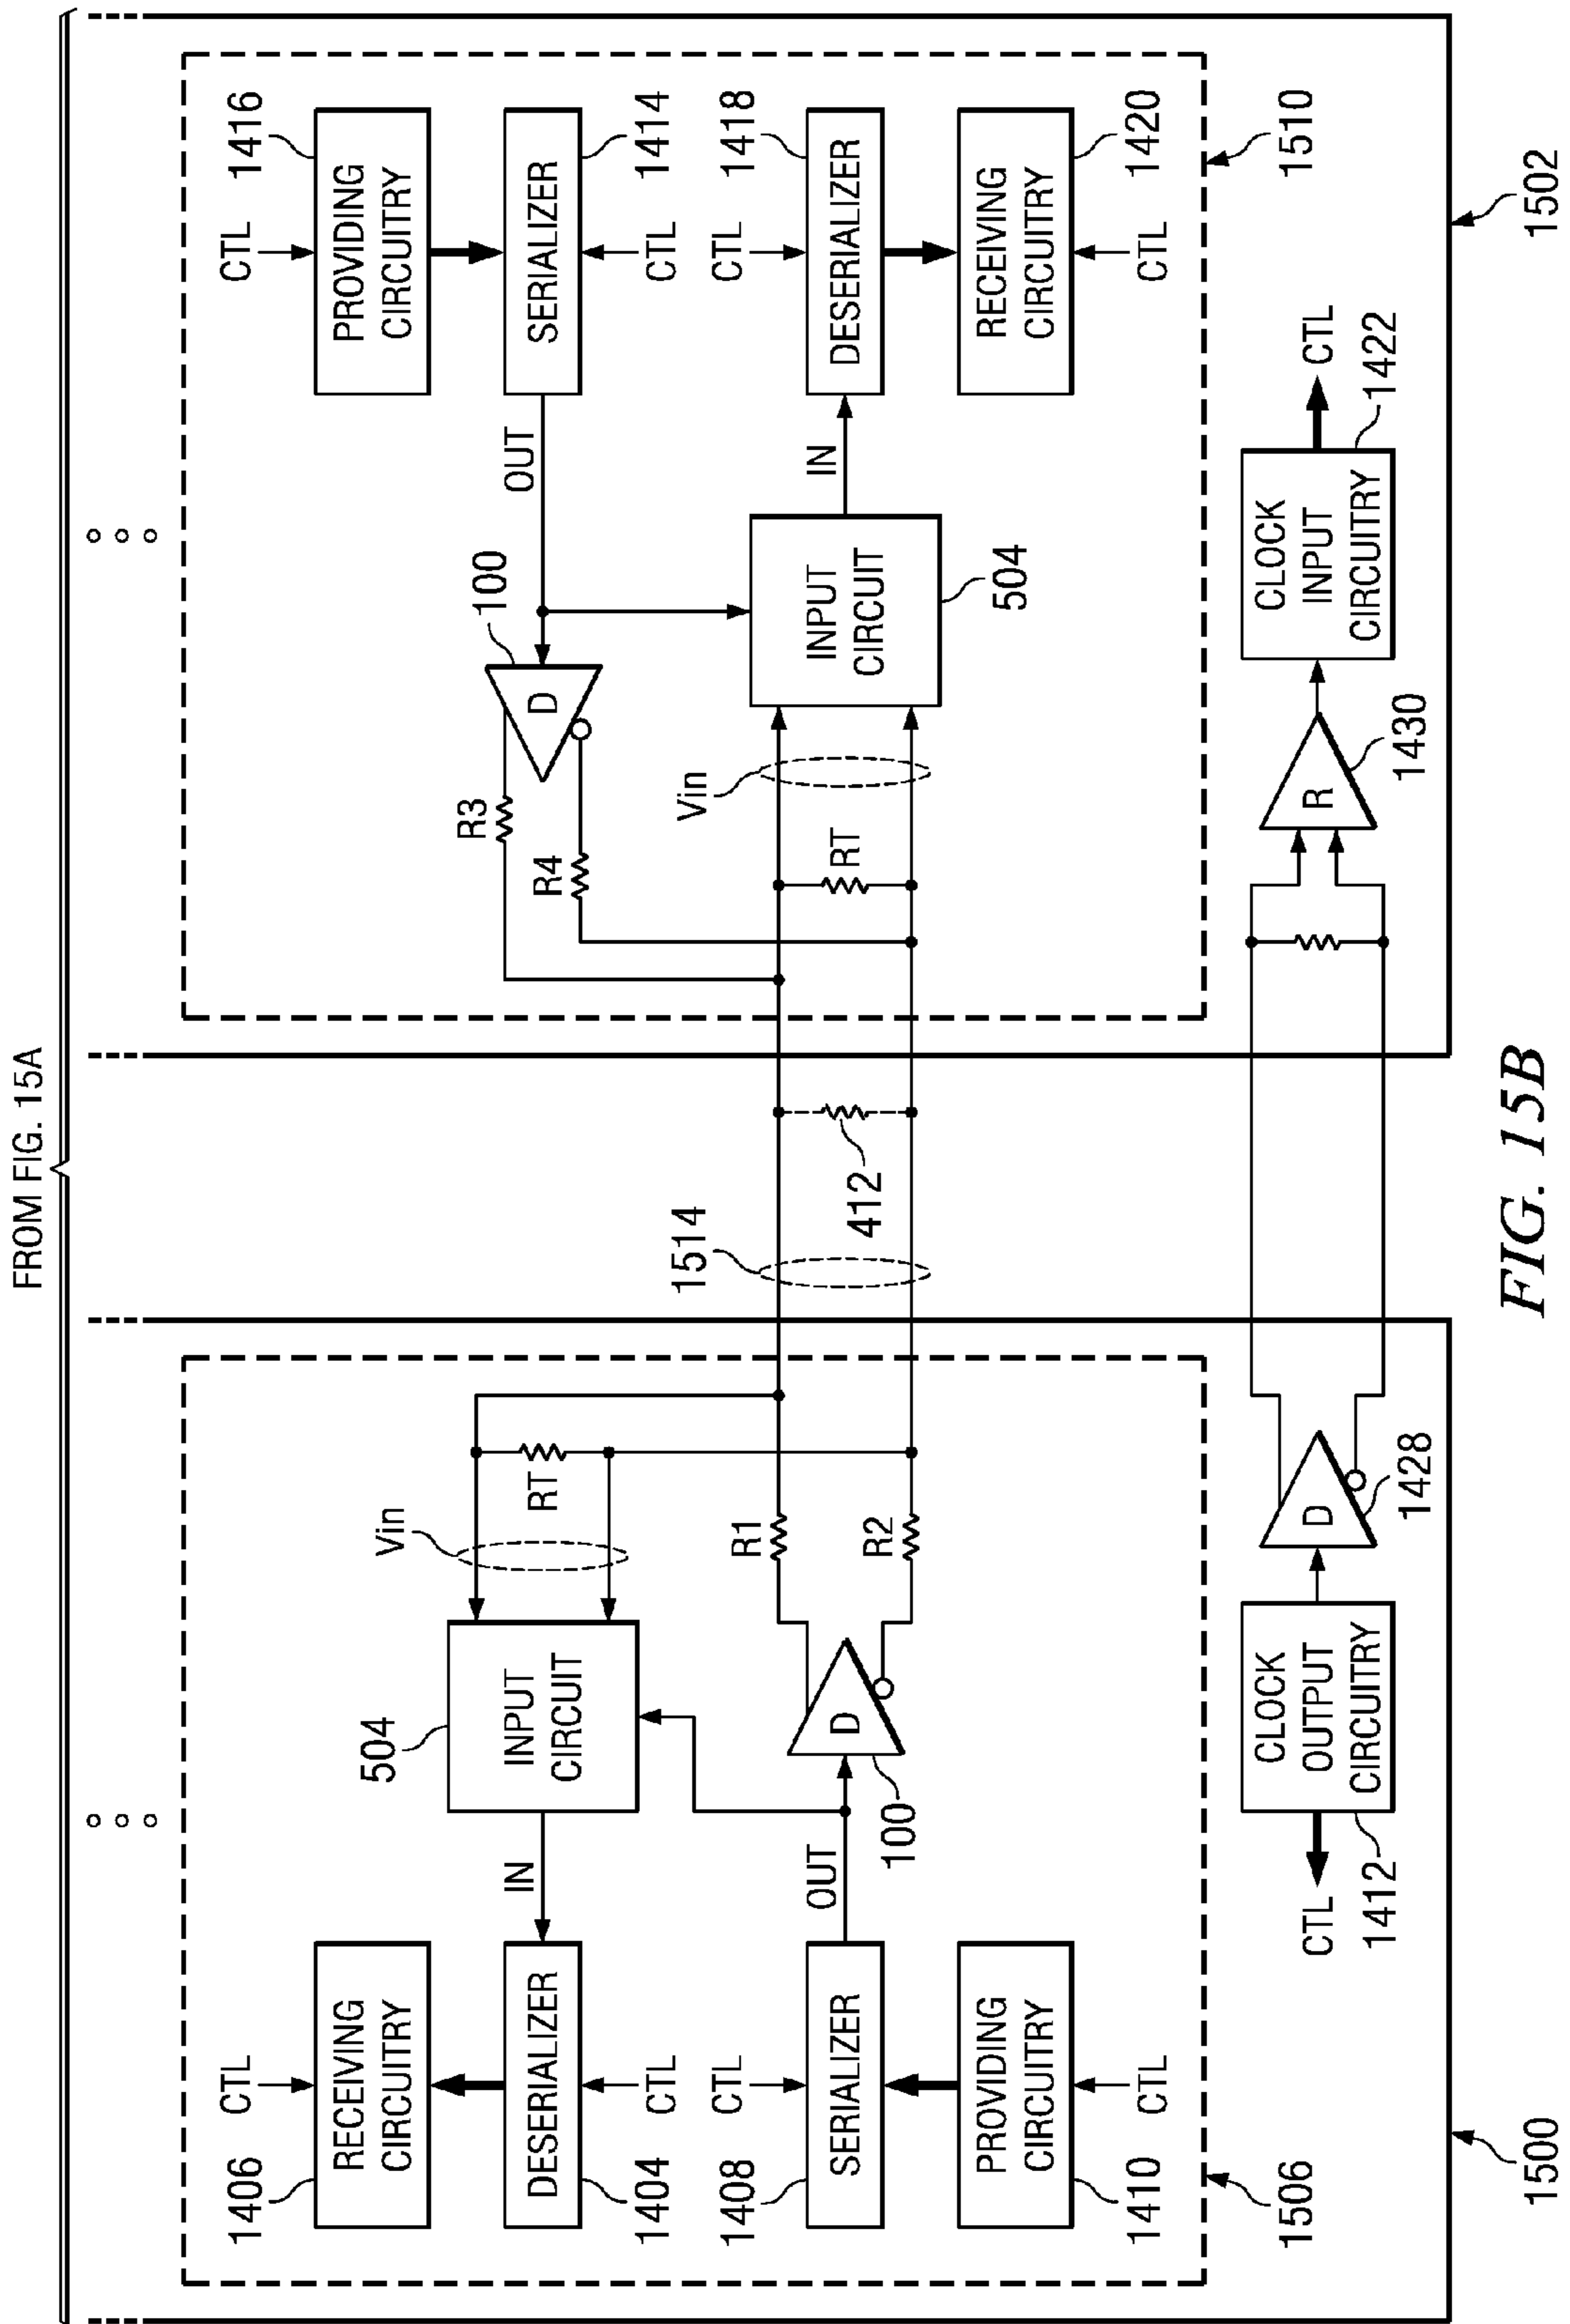 FROM FIG. 15A
1406
CTL
RECEIVING
CIRCUITRY
DESERIALIZER
CTL
1404
1408
CTL
SERIALIZER
PROVIDING
CIRCUITRY
CTL
1410
1506
1500
504
INPUT
CIRCUIT
IN
OUT
100
D
Vin
RT
R1
R2
CTL
1412
CLOCK
OUTPUT
CIRCUITRY
D
1428
1514
412
R3
R4
100
D
OUT
Vin
RT
INPUT
CIRCUIT
504
IN
CTL
1416
PROVIDING
CIRCUITRY
SERIALIZER
CTL
1414
CTL
1418
DESERIALIZER
RECEIVING
CIRCUITRY
CTL
1420
1510
R
1430
CLOCK
INPUT
CIRCUITRY
CTL
1422
1502
FIG. 15B